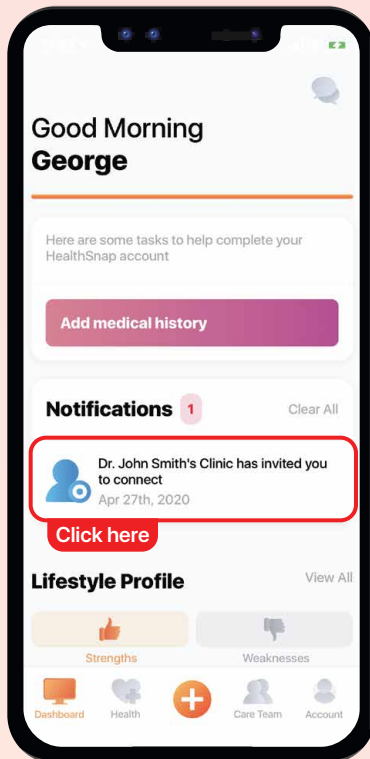 Good Morning
George
Here are some tasks to help complete your
HealthSnap account
Add medical history
Notifications 1 Clear All
Dr. John Smith's Clinic has invited you
to connect
Apr 27th, 2020
Click here
Lifestyle Profile View All
Strengths Weaknesses
Dashboard Health Care Team Account